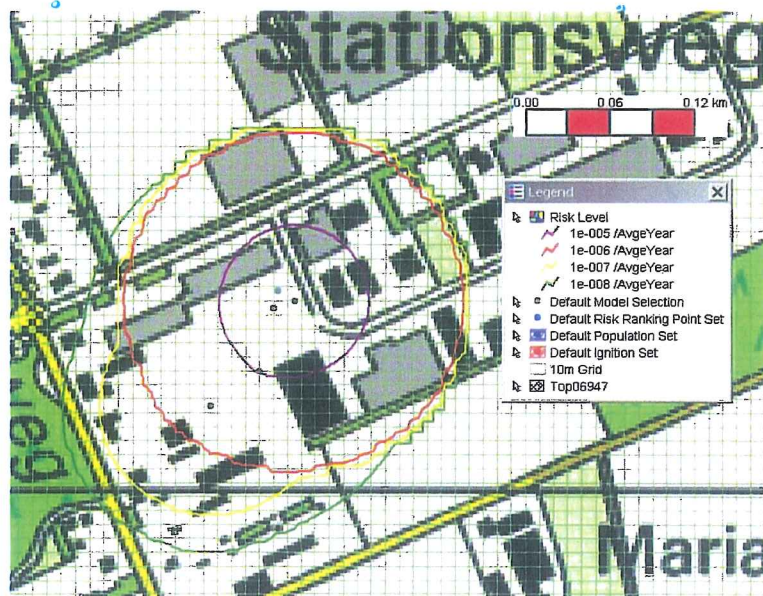 Stationsweg
0.00 0.06 0.12 km
Legend
Risk Level
1e-005 /AvgeYear
1e-006 /AvgeYear
1e-007 /AvgeYear
1e-008 /AvgeYear
Default Model Selection
Default Risk Ranking Point Set
Default Population Set
Default Ignition Set
10m Grid
Top06947
Maria